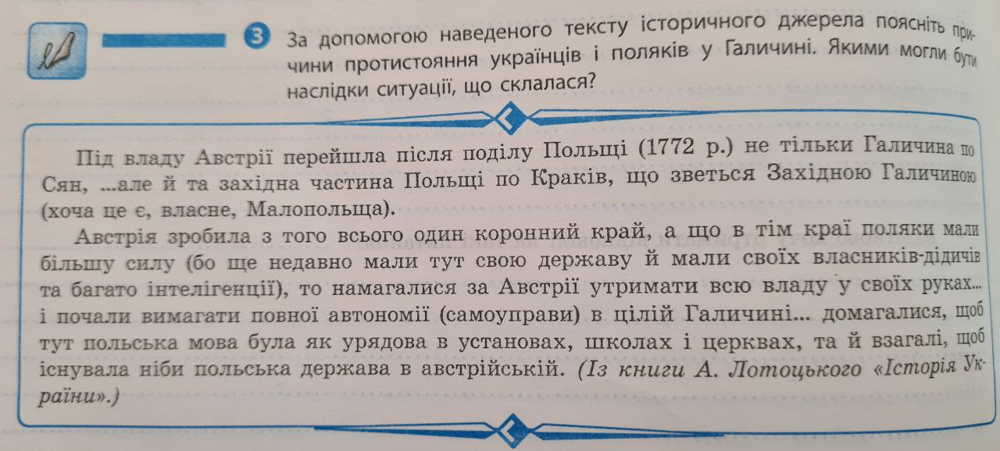 3 За допомогою наведеного тексту історичного джерела поясніть при-
чини протистояння українців і поляків у Галичині. Якими могли бути
наслідки ситуації, що склалася?
Під владу Австрії перейшла після поділу Польщі (1772 р.) не тільки Галичина по
Сян, ...але й та західна частина Польщі по Краків, що зветься Західною Галичиною
(хоча це є, власне, Малопольща).
Австрія зробила з того всього один коронний край, а що в тім краї поляки мали
більшу силу (бо ще недавно мали тут свою державу й мали своїх власників-дідичів
та багато інтелігенції), то намагалися за Австрії утримати всю владу у своїх руках...
і почали вимагати повної автономії (самоуправи) в цілій Галичині... домагалися, щоб
тут польська мова була як урядова в установах, школах і церквах, та й взагалі, щоб
існувала ніби польська держава в австрійській. (Із книги А. Лотоцького «Історія Ук-
раїни».)